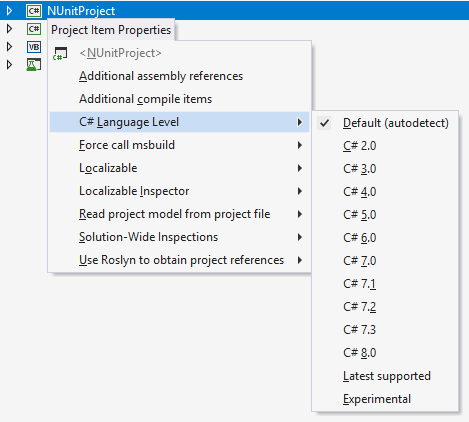 C# NUnitProject
C# Project Item Properties
VB <NUnitProject>
Additional assembly references
Additional compile items
C# Language Level
Force call msbuild
Localizable
Localizable Inspector
Read project model from project file
Solution-Wide Inspections
Use Roslyn to obtain project references
Default (autodetect)
C# 2.0
C# 3.0
C# 4.0
C# 5.0
C# 6.0
C# 7.0
C# 7.1
C# 7.2
C# 7.3
C# 8.0
Latest supported
Experimental